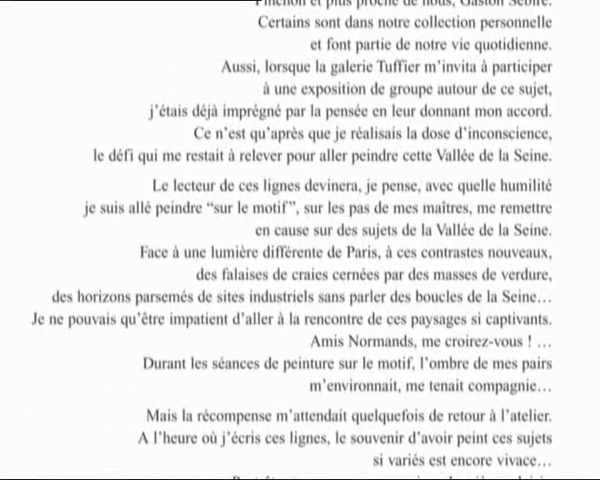 Pinchon et plus proche de nous, Gaston Sébire.
Certains sont dans notre collection personnelle
et font partie de notre vie quotidienne.
Aussi, lorsque la galerie Tuffier m'invita à participer
à une exposition de groupe autour de ce sujet,
j'étais déjà imprégné par la pensée en leur donnant mon accord.
Ce n'est qu'après que je réalisais la dose d'inconscience,
le défi qui me restait à relever pour aller peindre cette Vallée de la Seine.
Le lecteur de ces lignes devinera, je pense, avec quelle humilité
je suis allé peindre “sur le motif”, sur les pas de mes maîtres, me remettre
en cause sur des sujets de la Vallée de la Seine.
Face à une lumière différente de Paris, à ces contrastes nouveaux,
des falaises de craies cernées par des masses de verdure,
des horizons parsemés de sites industriels sans parler des boucles de la Seine…
Je ne pouvais qu'être impatient d'aller à la rencontre de ces paysages si captivants.
Amis Normands, me croirez-vous ! …
Durant les séances de peinture sur le motif, l'ombre de mes pairs
m'environnait, me tenait compagnie…
Mais la récompense m'attendait quelquefois de retour à l'atelier.
A l'heure où j'écris ces lignes, le souvenir d'avoir peint ces sujets
si variés est encore vivace…